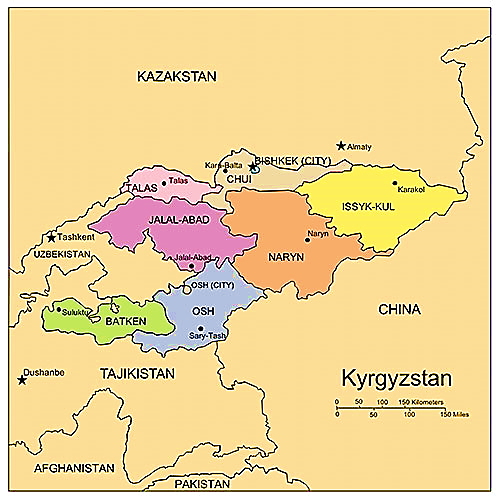 KAZAKSTAN
Almaty
Kara-Balta
BISHKEK (CITY)
CHUI
Talas
TALAS
Karakol
ISSYK-KUL
JALAL-ABAD
Naryn
NARYN
Tashkent
UZBEKISTAN
Jalal-Abad
OSH (CITY)
OSH
Suluktu
BATKEN
Sary-Tash
CHINA
Dushanbe
TAJIKISTAN
Kyrgyzstan
0 50 100 150 Kilometers
0 50 100 150 Miles
AFGHANISTAN
PAKISTAN